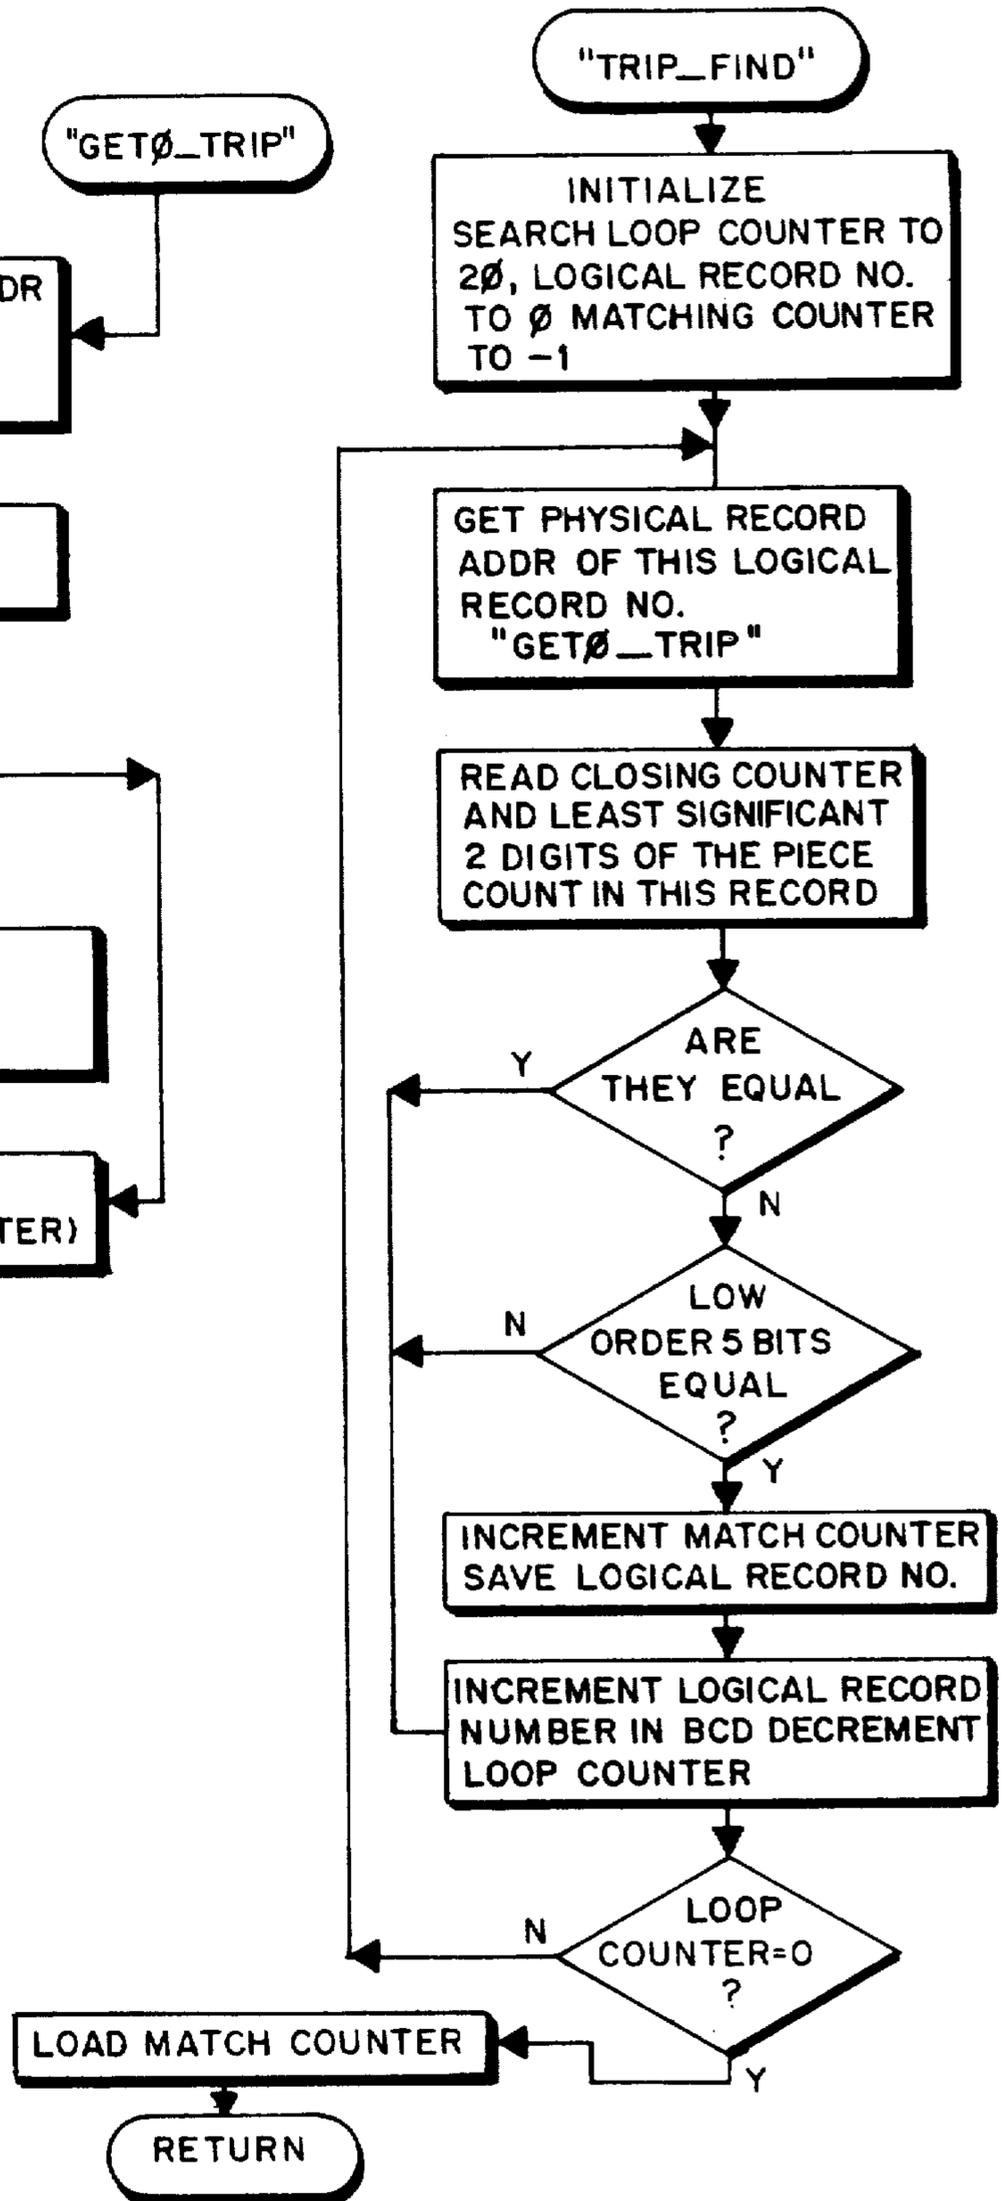 "GETØ_TRIP"
DR
TER)
"TRIP_FIND"
INITIALIZE
SEARCH LOOP COUNTER TO
2Ø, LOGICAL RECORD NO.
TO Ø MATCHING COUNTER
TO -1
GET PHYSICAL RECORD
ADDR OF THIS LOGICAL
RECORD NO.
"GETØ_TRIP"
READ CLOSING COUNTER
AND LEAST SIGNIFICANT
2 DIGITS OF THE PIECE
COUNT IN THIS RECORD
ARE
THEY EQUAL
?
Y
N
LOW
ORDER 5 BITS
EQUAL
?
N
Y
INCREMENT MATCH COUNTER
SAVE LOGICAL RECORD NO.
INCREMENT LOGICAL RECORD
NUMBER IN BCD DECREMENT
LOOP COUNTER
LOOP
COUNTER=0
?
N
Y
LOAD MATCH COUNTER
RETURN